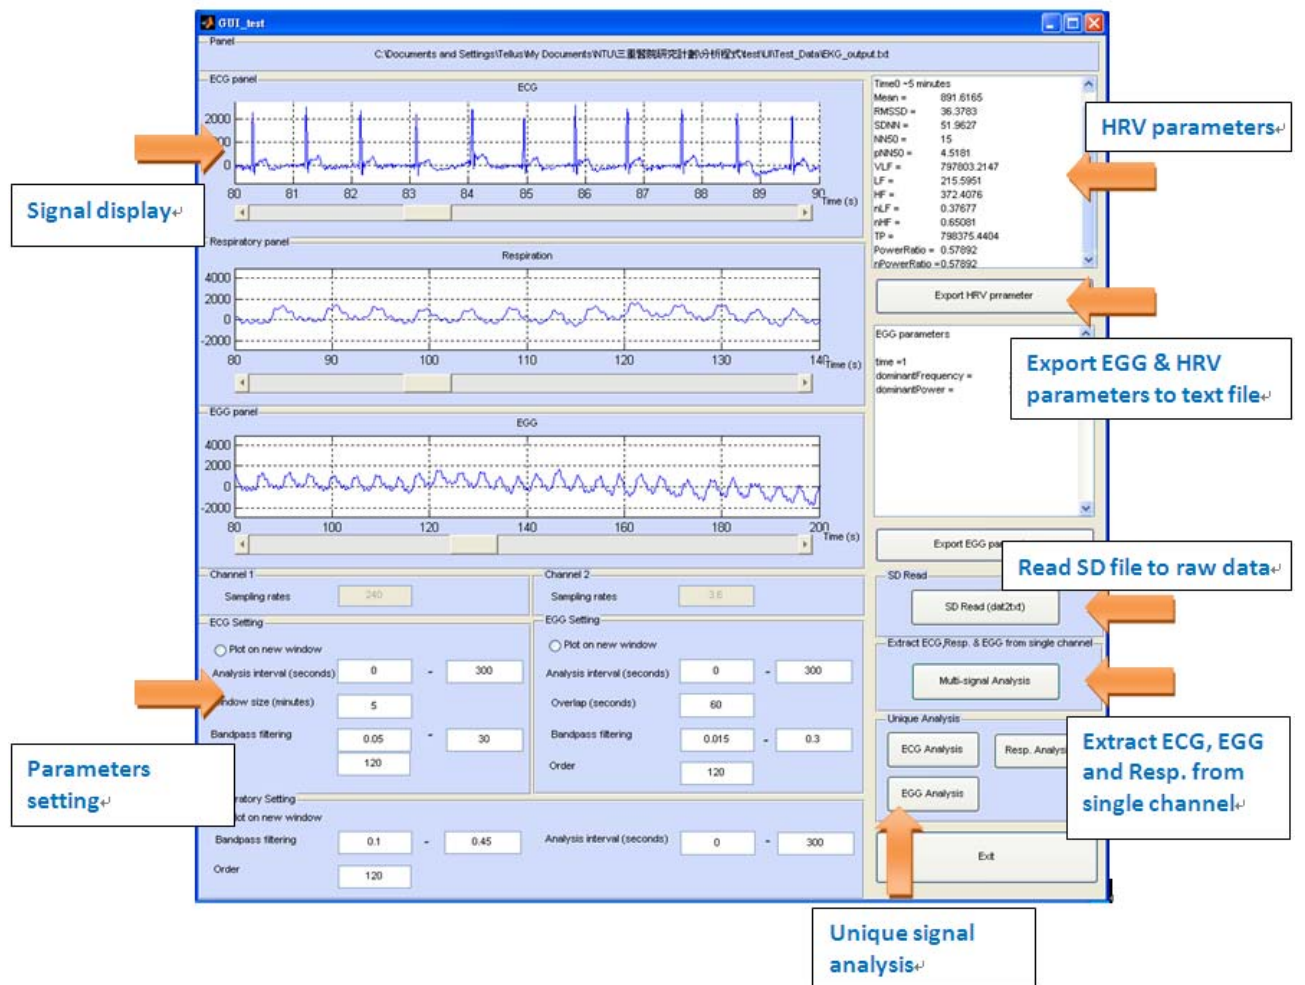 GUI_test
Panel
C:\Documents and Settings\Tellus\My Documents\NTU\三重醫院研究計劃\分析程式\test\UI\Test_Data\EKG_output.txt
ECG panel
ECG
2000
0
80 81 82 83 84 85 86 87 88 89 90
Time (s)
Respiratory panel
Respiration
4000
2000
0
-2000
80 90 100 110 120 130 140
Time (s)
EGG panel
EGG
4000
2000
0
-2000
80 100 120 140 160 180 200
Time (s)
Channel 1
Sampling rates 240
Channel 2
Sampling rates 3.6
ECG Setting
Plot on new window
Analysis interval (seconds) 0 - 300
size (minutes) 5
Bandpass filtering 0.05 - 30
120
EGG Setting
Plot on new window
Analysis interval (seconds) 0 - 300
Overlap (seconds) 60
Bandpass filtering 0.015 - 0.3
Order 120
Setting
on new window
Bandpass filtering 0.1 - 0.45
Analysis interval (seconds) 0 - 300
Order 120
Time0 ~5 minutes
Mean = 891.6165
RMSSD = 36.3783
SDNN = 51.9627
NN50 = 15
pNN50 = 4.5181
VLF = 797803.2147
LF = 215.5951
HF = 372.4076
nLF = 0.37677
nHF = 0.65081
TP = 798375.4404
PowerRatio = 0.57892
nPowerRatio =0.57892
Export HRV prrameter
EGG parameters
time =1
dominantFrequency =
dominantPower =
Export EGG
SD Read
SD Read (dat2txt)
Extract ECG,Resp. & EGG from single channel
Multi-signal Analysis
Unique Analysis
ECG Analysis
Resp. Analysis
EGG Analysis
Exit
Signal display
Parameters
setting
HRV parameters
Export EGG & HRV
parameters to text file
Read SD file to raw data
Extract ECG, EGG
and Resp. from
single channel
Unique signal
analysis